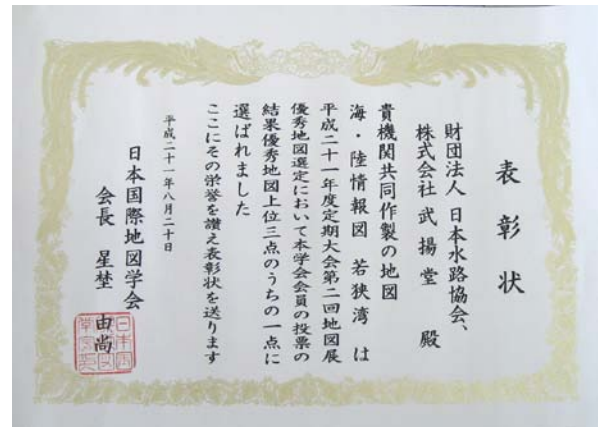 表彰状
財団法人 日本水路協会、
株式会社 武揚堂 殿
貴機関共同作製の地図
海・陸情報図 若狭湾 は
平成二十一年度定期大会第二回地図展
優秀地図選定において本学会会員の投票の
結果優秀地図上位三点のうちの一点に
選ばれました
ここにその栄誉を讃え表彰状を送ります
平成二十一年八月二十日
日本国際地図学会
会長 星埜 由尚